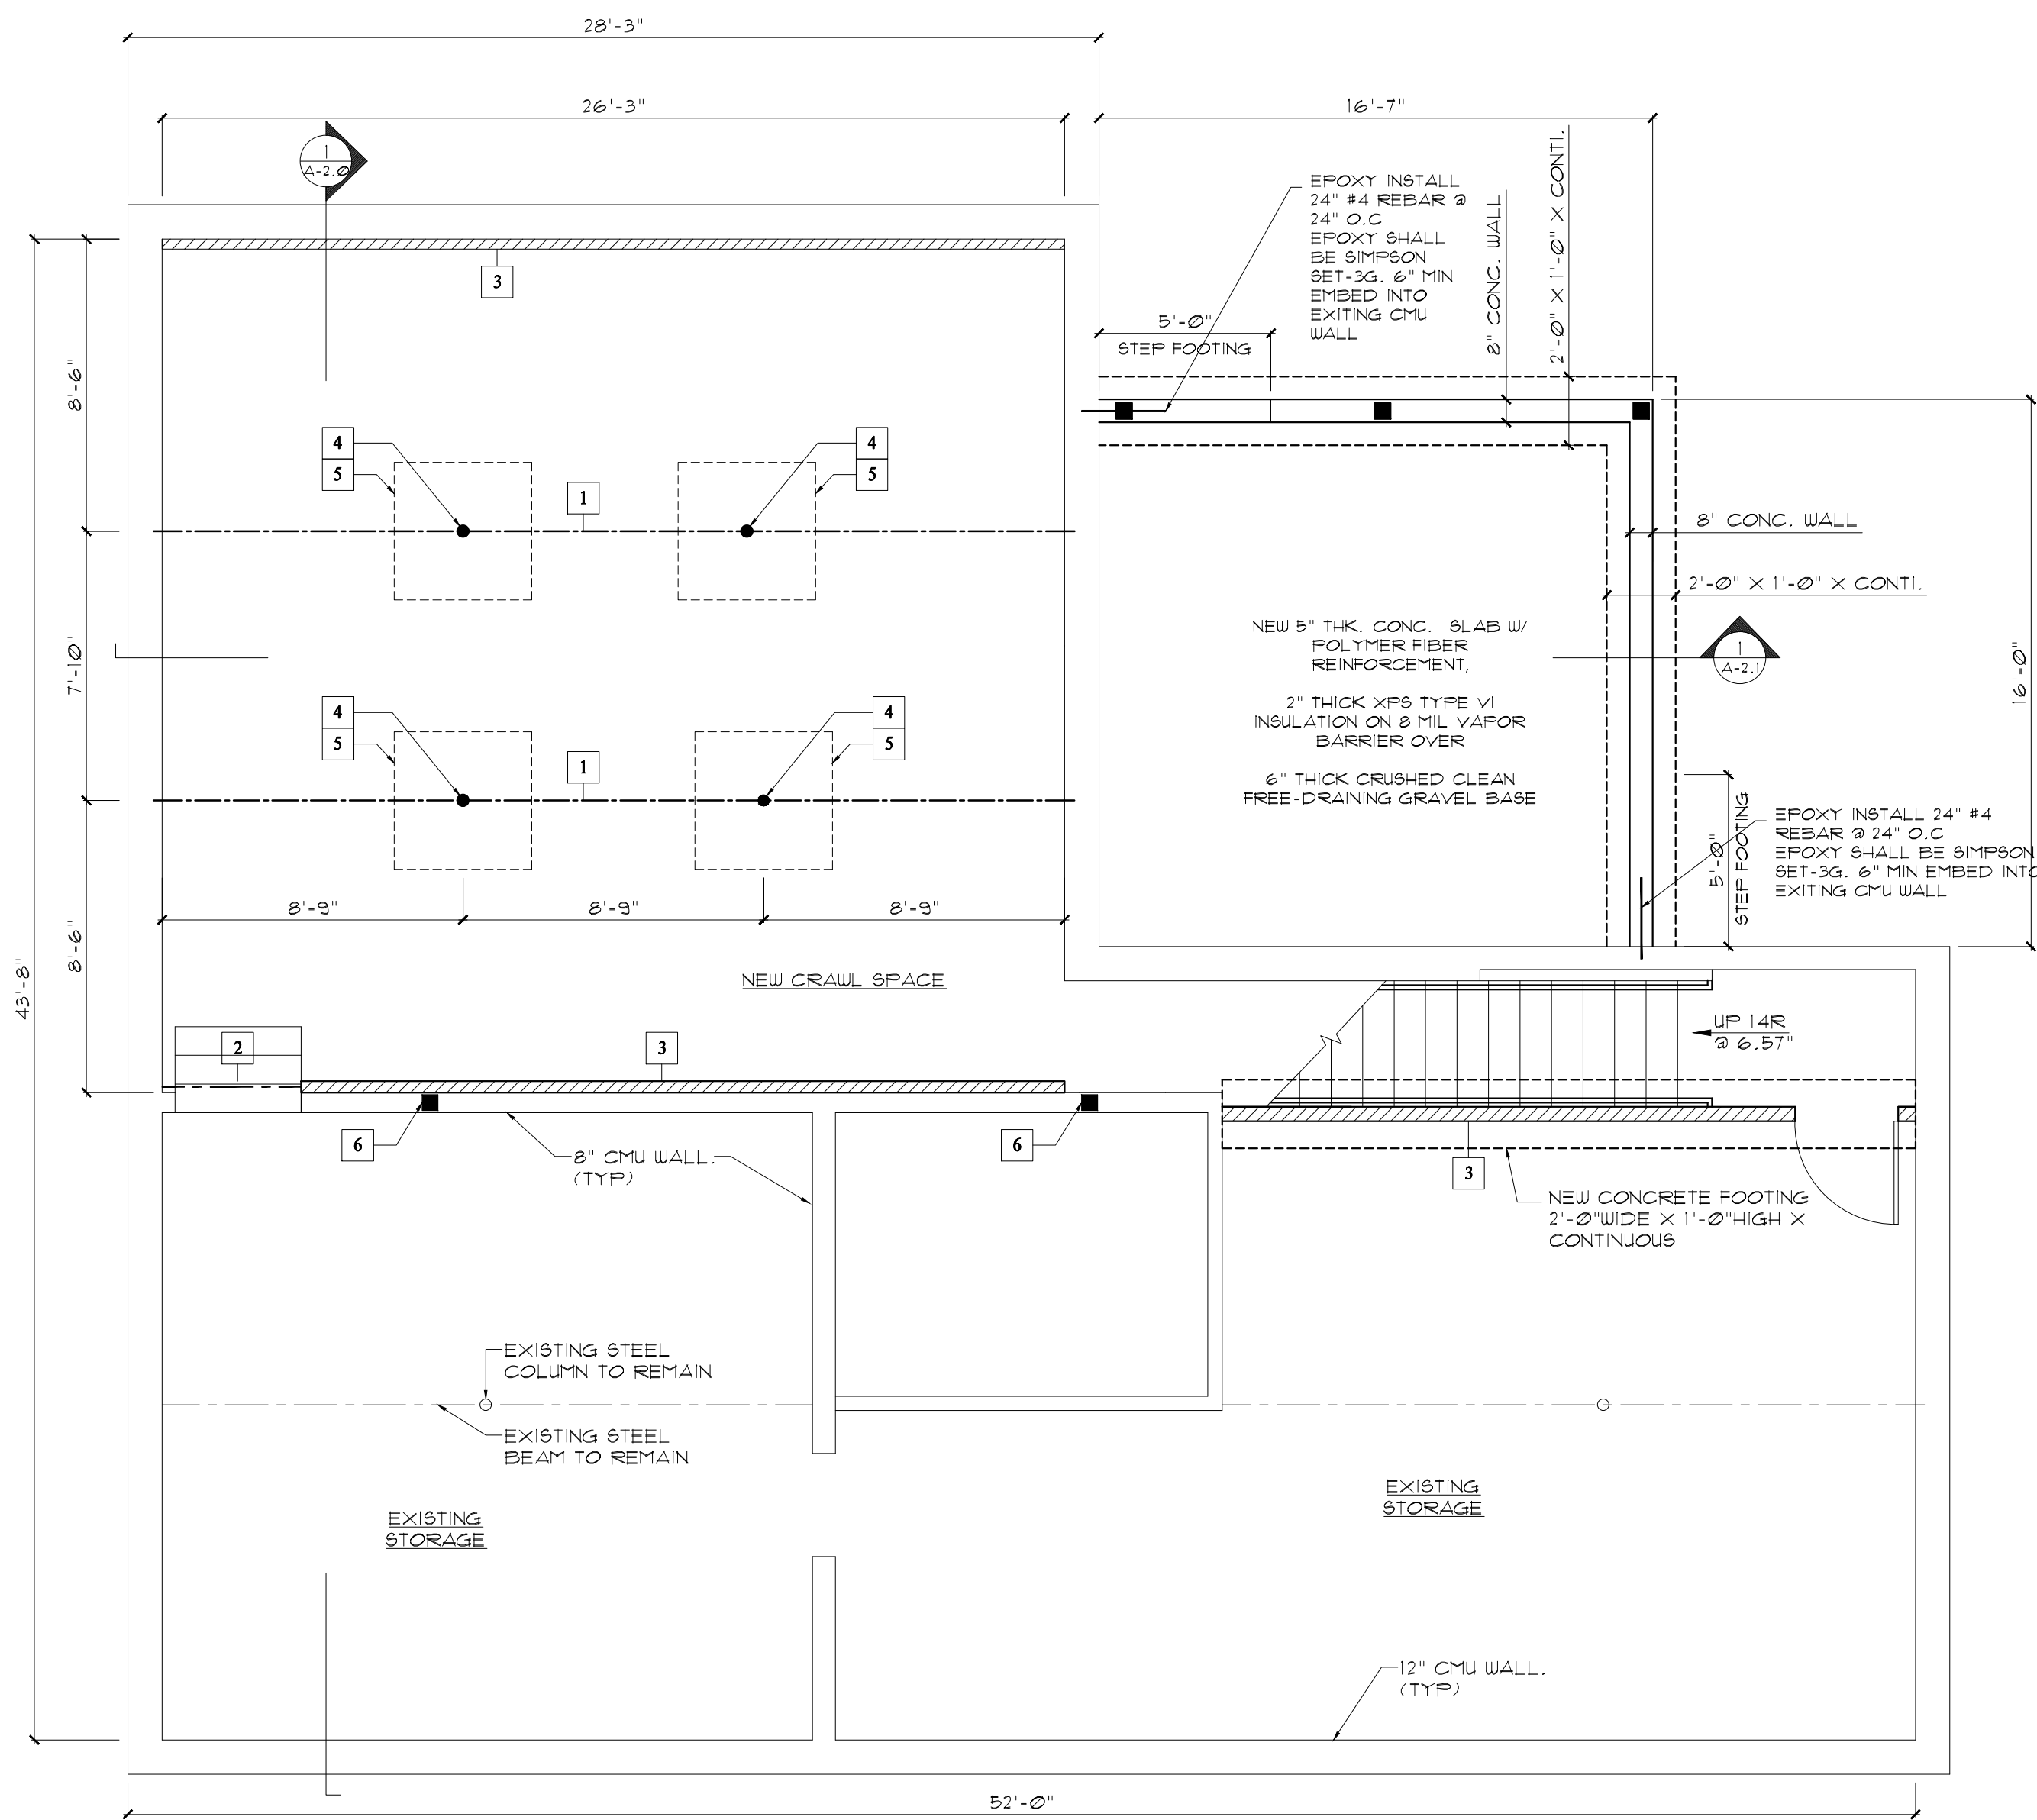 28'-3"
26'-3"
16'-7"
1
A-2.0
EPOXY INSTALL
24" #4 REBAR @
24" O.C
EPOXY SHALL
BE SIMPSON
SET-3G. 6" MIN
EMBED INTO
EXITING CMU
WALL
8" CONC. WALL
2'-0" X 1'-0" X CONTI.
3
5'-0"
STEP FOOTING
8'-6"
4
5
1
4
5
8" CONC. WALL
2'-0" X 1'-0" X CONTI.
NEW 5" THK. CONC. SLAB W/
POLYMER FIBER
REINFORCEMENT,
2" THICK XPS TYPE VI
INSULATION ON 8 MIL VAPOR
BARRIER OVER
6" THICK CRUSHED CLEAN
FREE-DRAINING GRAVEL BASE
1
A-2.1
16'-0"
7'-10"
4
5
1
4
5
5'-0"
STEP FOOTING
EPOXY INSTALL 24" #4
REBAR @ 24" O.C
EPOXY SHALL BE SIMPSON
SET-3G. 6" MIN EMBED INTO
EXITING CMU WALL
8'-9"
8'-9"
8'-9"
8'-6"
43'-8"
NEW CRAWL SPACE
2
3
UP 14R
@ 6.57"
6
6
8" CMU WALL.
(TYP)
3
NEW CONCRETE FOOTING
2'-0"WIDE X 1'-0"HIGH X
CONTINUOUS
EXISTING STEEL
COLUMN TO REMAIN
EXISTING STEEL
BEAM TO REMAIN
EXISTING
STORAGE
EXISTING
STORAGE
12" CMU WALL.
(TYP)
52'-0"